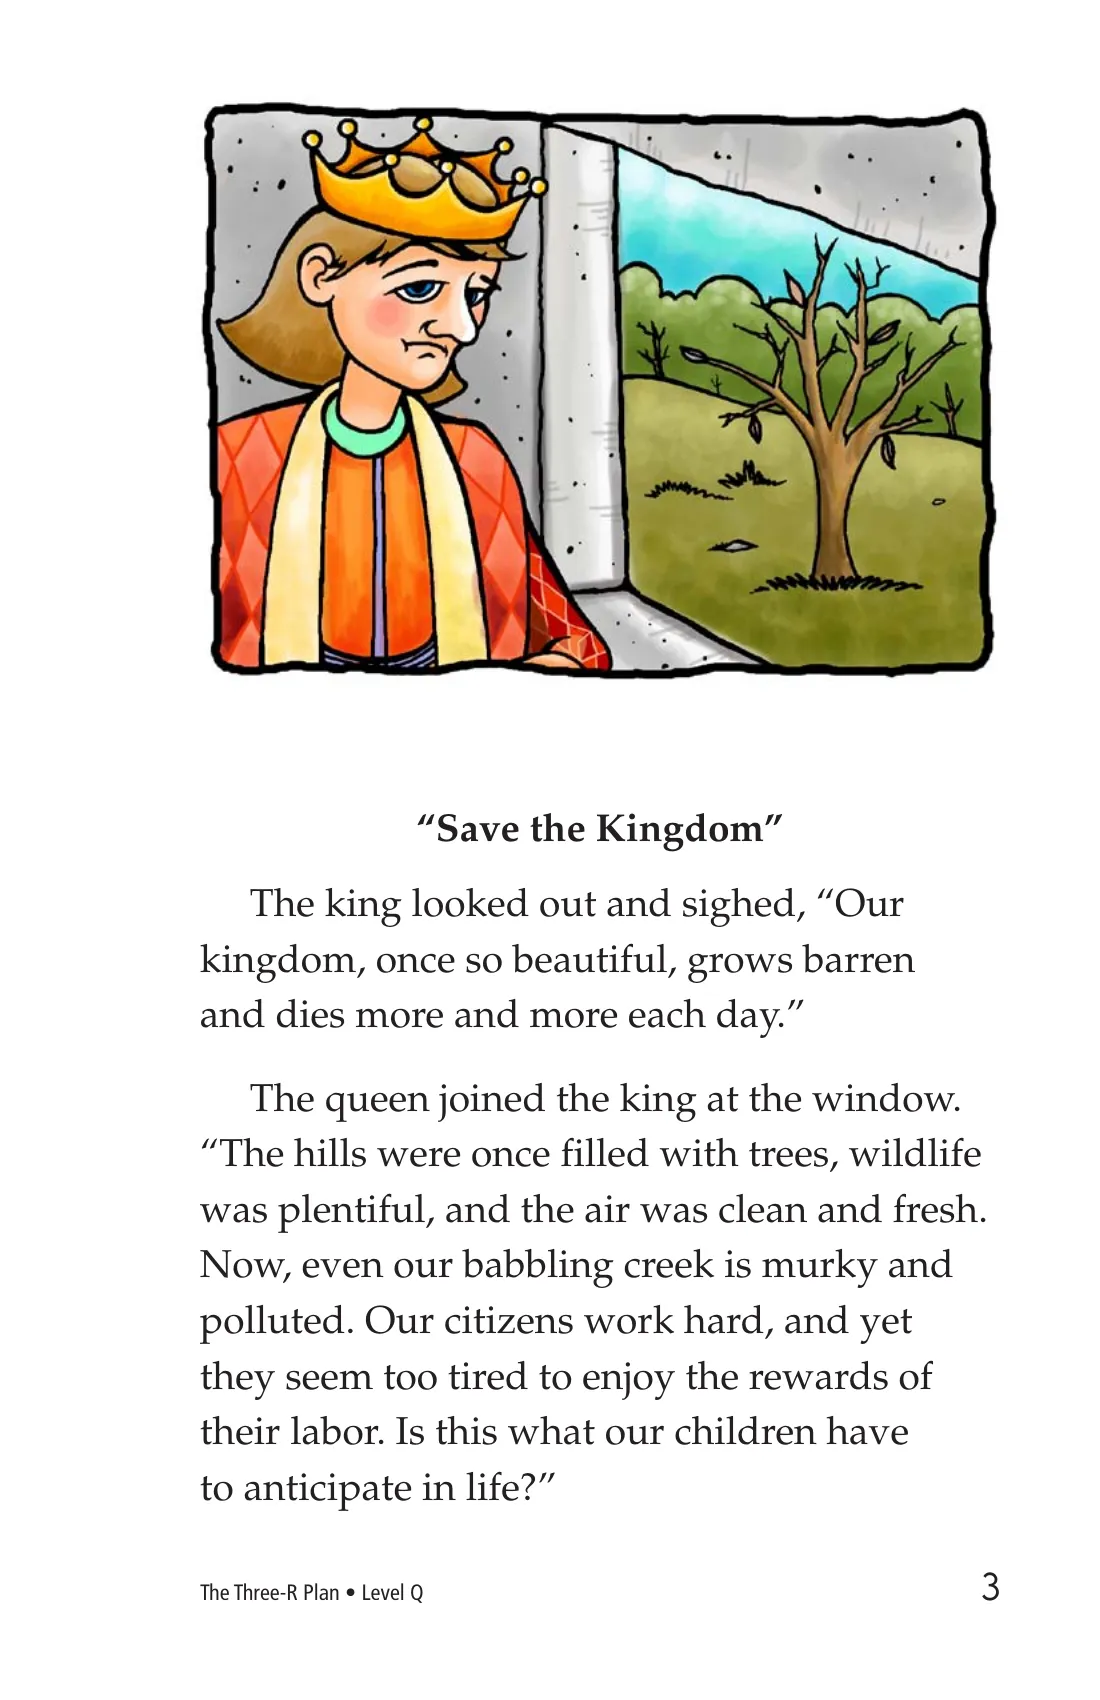 “Save the Kingdom”
The king looked out and sighed, “Our
kingdom, once so beautiful, grows barren
and dies more and more each day.”
The queen joined the king at the window.
“The hills were once filled with trees, wildlife
was plentiful, and the air was clean and fresh.
Now, even our babbling creek is murky and
polluted. Our citizens work hard, and yet
they seem too tired to enjoy the rewards of
their labor. Is this what our children have
to anticipate in life?”
The Three-R Plan • Level Q
3